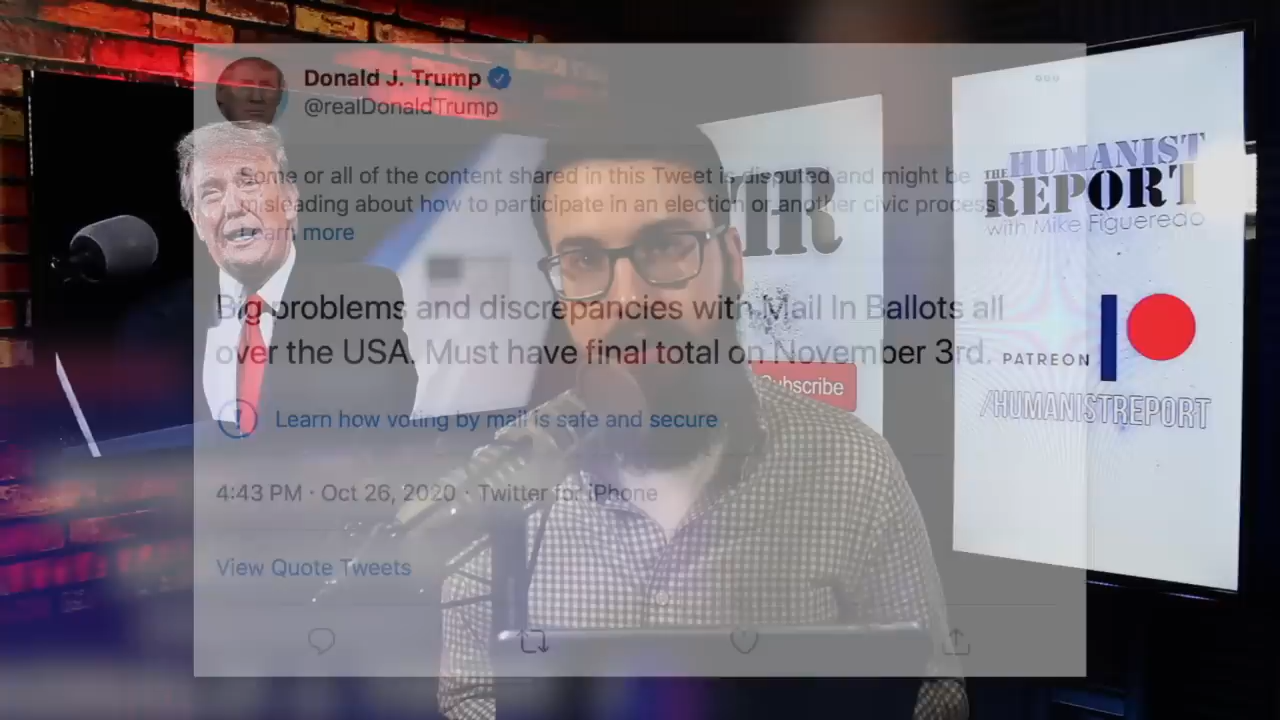 Donald J. Trump
@realDonaldTrump
Some or all of the content shared in this Tweet is disputed and might be
misleading about how to participate in an election or another civic process.
Learn more
Big problems and discrepancies with Mail In Ballots all
over the USA. Must have final total on November 3rd.
Learn how voting by mail is safe and secure
4:43 PM · Oct 26, 2020 · Twitter for iPhone
View Quote Tweets
HR
Subscribe
THE HUMANIST
REPORT
with Mike Figueredo
PATREON
/HUMANISTREPORT